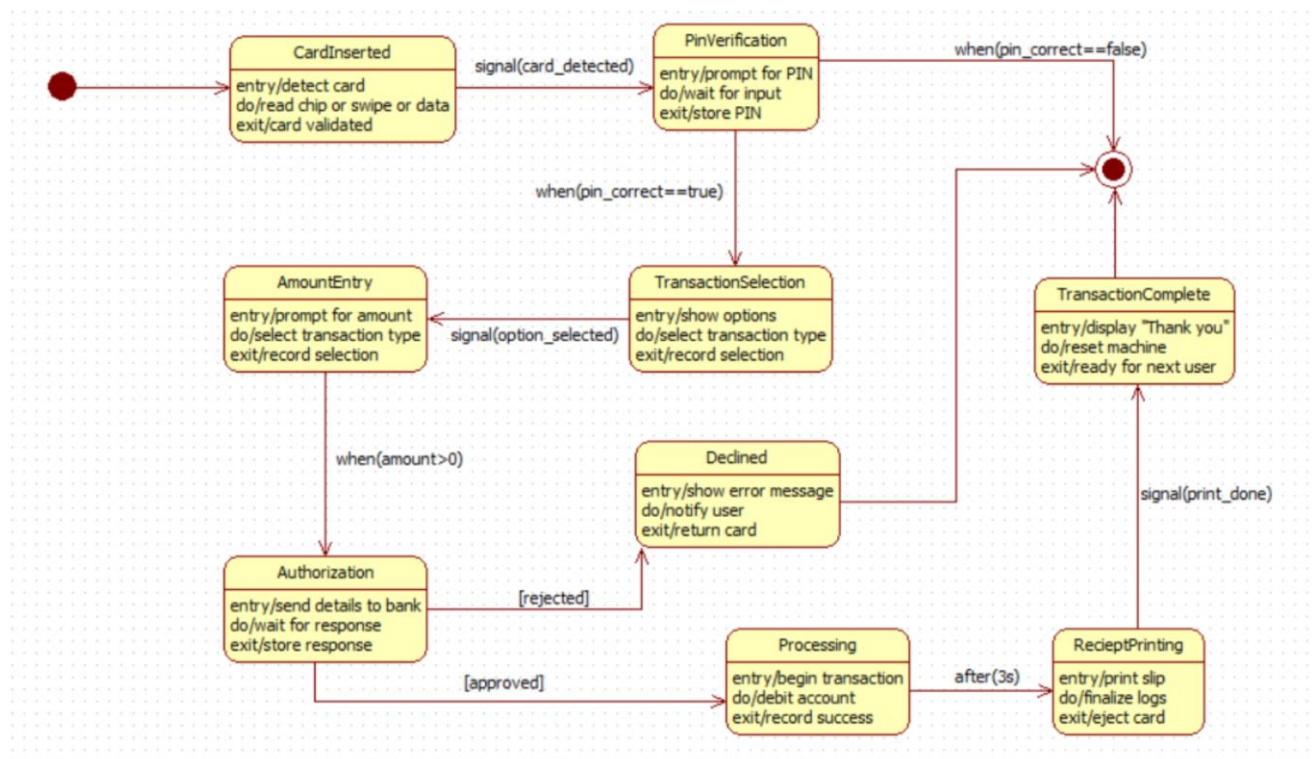 CardInserted
entry/detect card
do/read chip or swipe or data
exit/card validated
signal(card_detected)
PinVerification
entry/prompt for PIN
do/wait for input
exit/store PIN
when(pin_correct==false)
when(pin_correct==true)
AmountEntry
entry/prompt for amount
do/select transaction type
exit/record selection
signal(option_selected)
TransactionSelection
entry/show options
do/select transaction type
exit/record selection
TransactionComplete
entry/display "Thank you"
do/reset machine
exit/ready for next user
when(amount>0)
Declined
entry/show error message
do/notify user
exit/return card
signal(print_done)
Authorization
entry/send details to bank
do/wait for response
exit/store response
[rejected]
[approved]
Processing
entry/begin transaction
do/debit account
exit/record success
after(3s)
RecieptPrinting
entry/print slip
do/finalize logs
exit/eject card